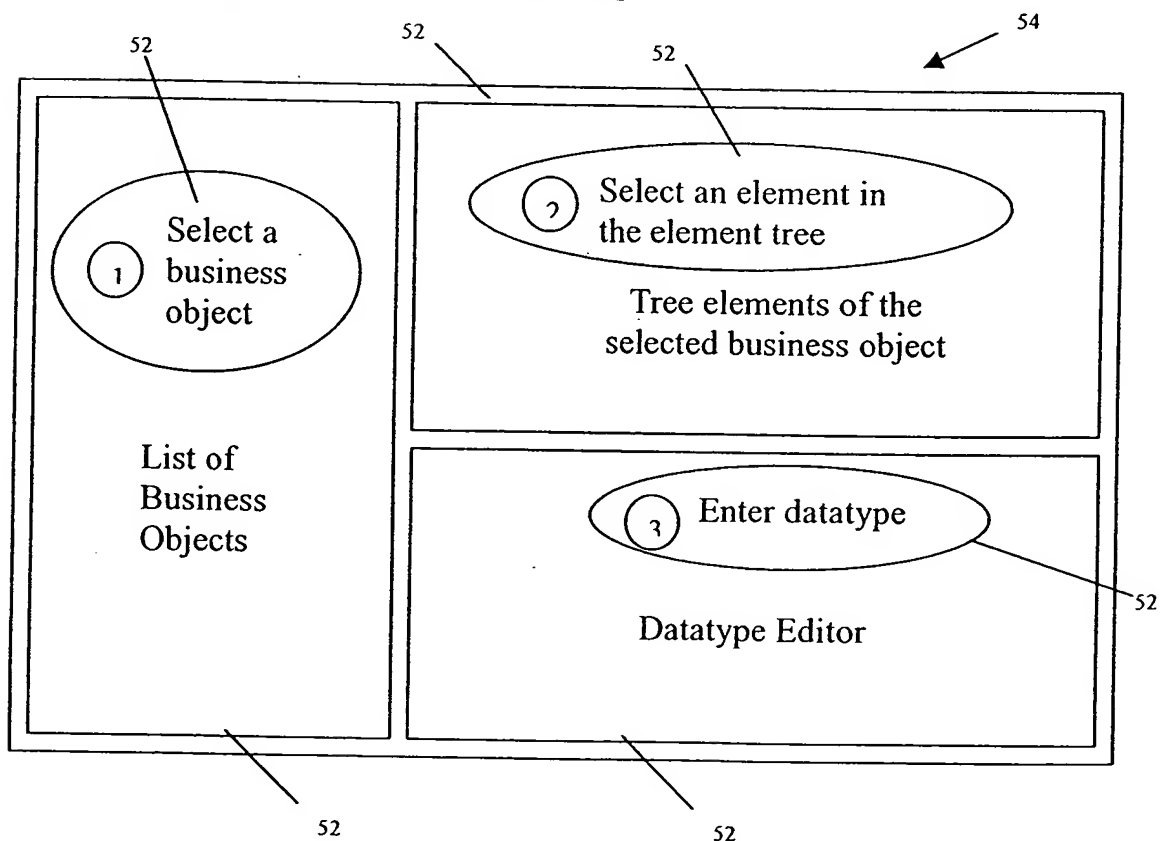 54
52
52
52
Select a
business
object
1
List of
Business
Objects
2
Select an element in
the element tree
Tree elements of the
selected business object
3
Enter datatype
52
Datatype Editor
52
52